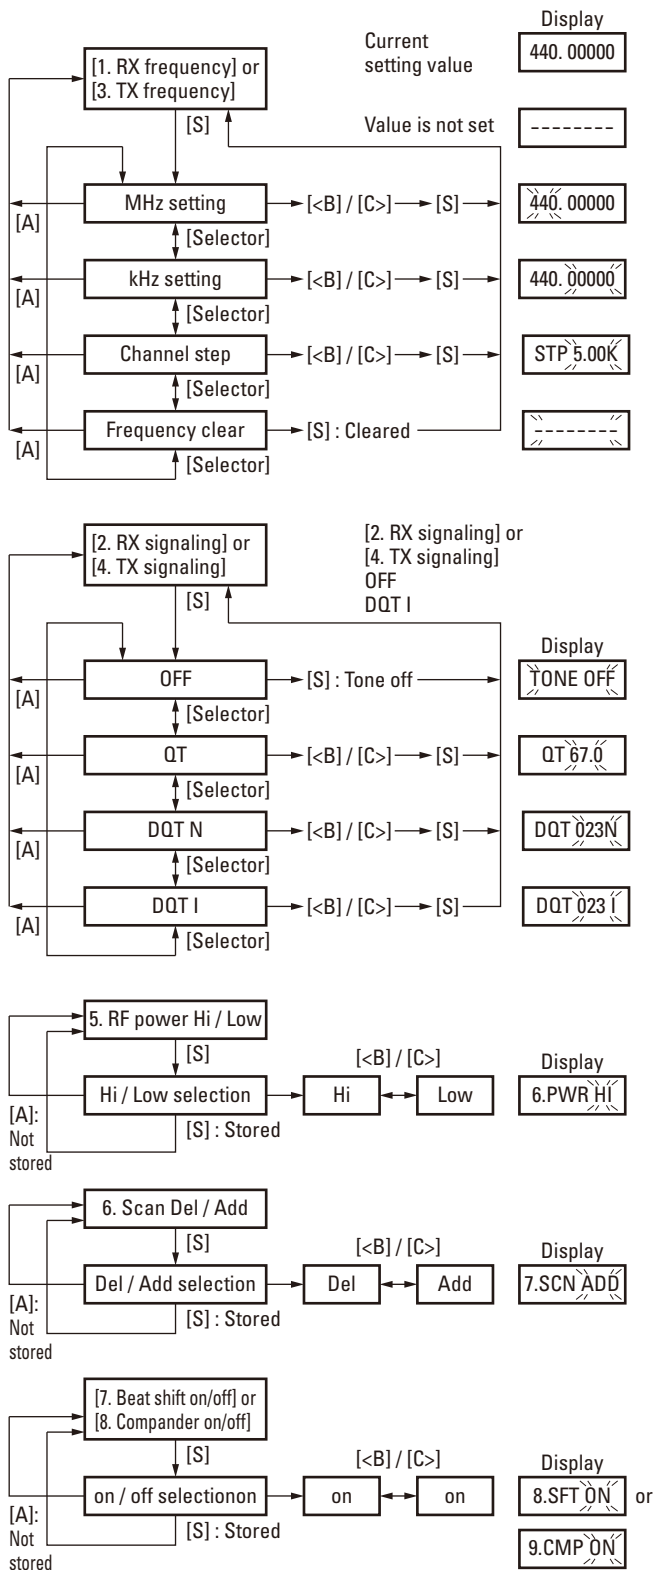 Display
Current
setting value
440. 00000
[1. RX frequency] or
[3. TX frequency]
[S]
Value is not set
--------
MHz setting
[<B] / [C>]
[S]
440. 00000
[A]
[Selector]
kHz setting
[<B] / [C>]
[S]
440. 00000
[A]
[Selector]
Channel step
[<B] / [C>]
[S]
STP 5.00K
[A]
[Selector]
Frequency clear
[S] : Cleared
--------
[A]
[Selector]
[2. RX signaling] or
[4. TX signaling]
[S]
[2. RX signaling] or
[4. TX signaling]
OFF
DQT I
Display
OFF
[S] : Tone off
TONE OFF
[A]
[Selector]
QT
[<B] / [C>]
[S]
QT 67.0
[A]
[Selector]
DQT N
[<B] / [C>]
[S]
DQT 023N
[A]
[Selector]
DQT I
[<B] / [C>]
[S]
DQT 023 I
[A]
[Selector]
5. RF power Hi / Low
[S]
[<B] / [C>]
Display
Hi / Low selection
Hi
Low
6.PWR HI
[A]:
Not
stored
[S] : Stored
6. Scan Del / Add
[S]
[<B] / [C>]
Display
Del / Add selection
Del
Add
7.SCN ADD
[A]:
Not
stored
[S] : Stored
[7. Beat shift on/off] or
[8. Compander on/off]
[S]
[<B] / [C>]
Display
on / off selectionon
on
on
8.SFT ON or
[A]:
Not
stored
[S] : Stored
9.CMP ON